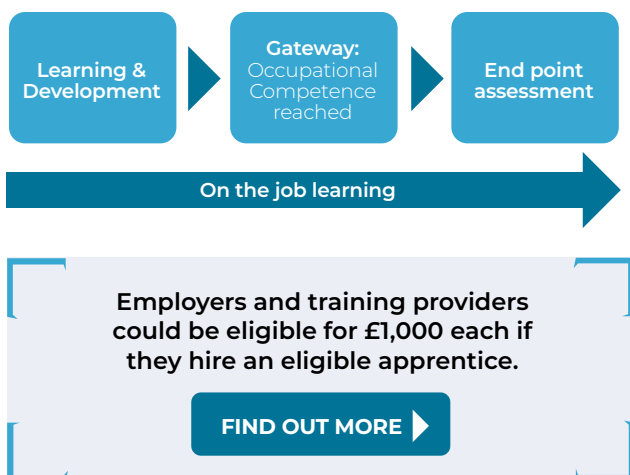 Learning &
Development
Gateway:
Occupational
Competence
reached
End point
assessment
On the job learning
Employers and training providers
could be eligible for £1,000 each if
they hire an eligible apprentice.
FIND OUT MORE